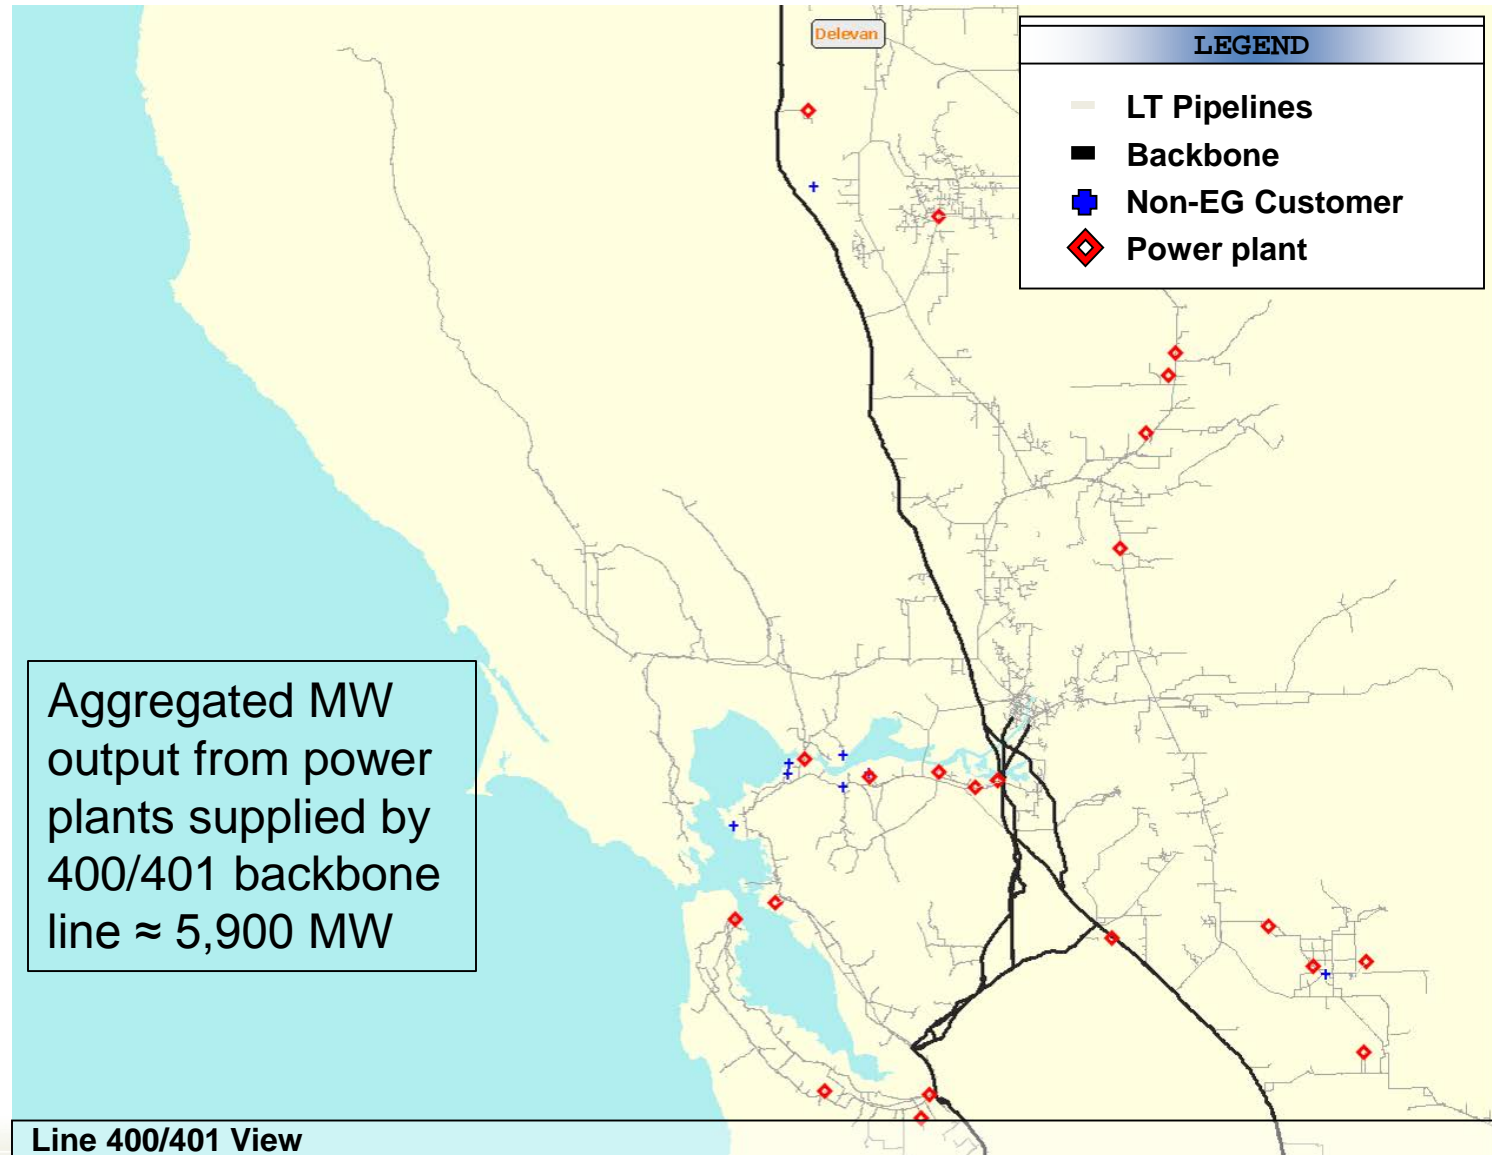 Delevan
LEGEND
LT Pipelines
Backbone
Non-EG Customer
Power plant
Aggregated MW
output from power
plants supplied by
400/401 backbone
line ≈ 5,900 MW
Line 400/401 View